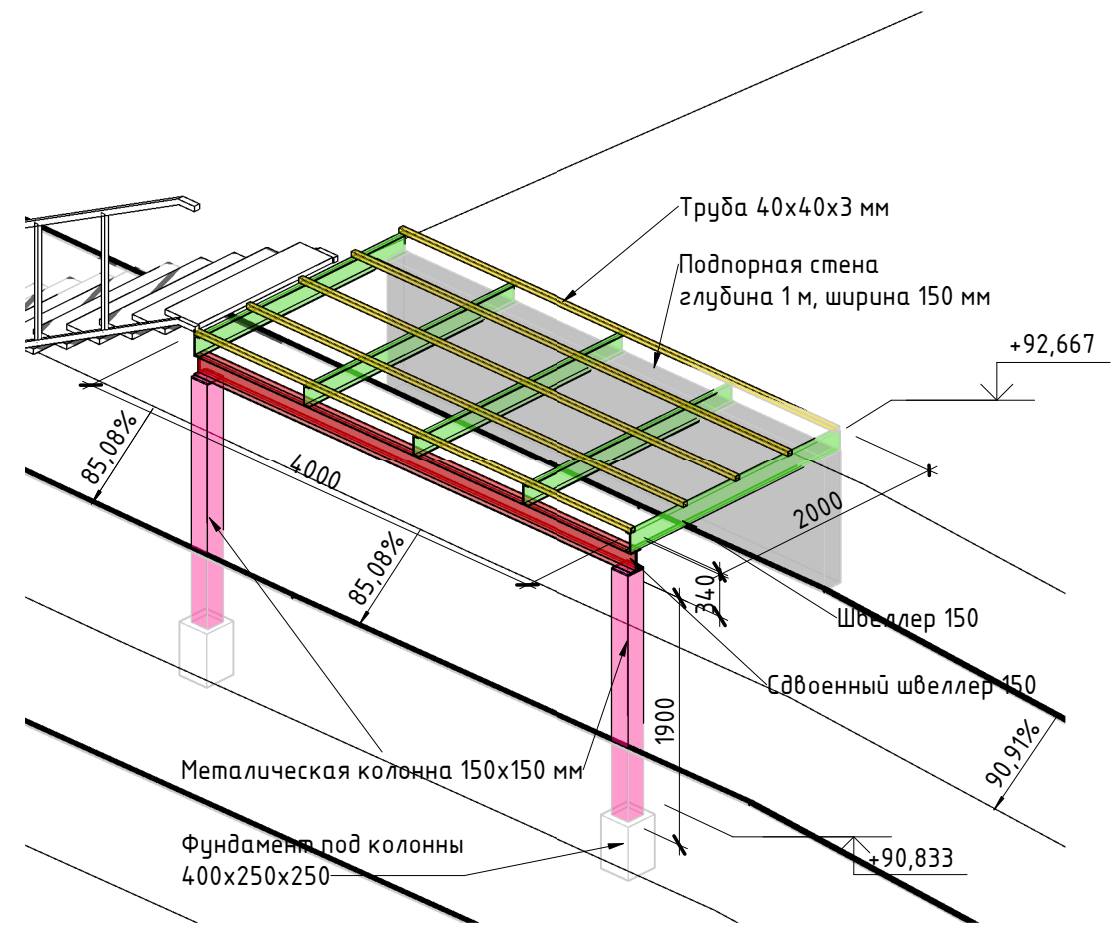 Труба 40х40х3 мм
Подпорная стена
глубина 1 м, ширина 150 мм
+92,667
85,08%
4000
2000
85,08%
340
Швеллер 150
Сдвоенный швеллер 150
1900
90,91%
Металическая колонна 150х150 мм
Фундамент под колонны
400х250х250
+90,833